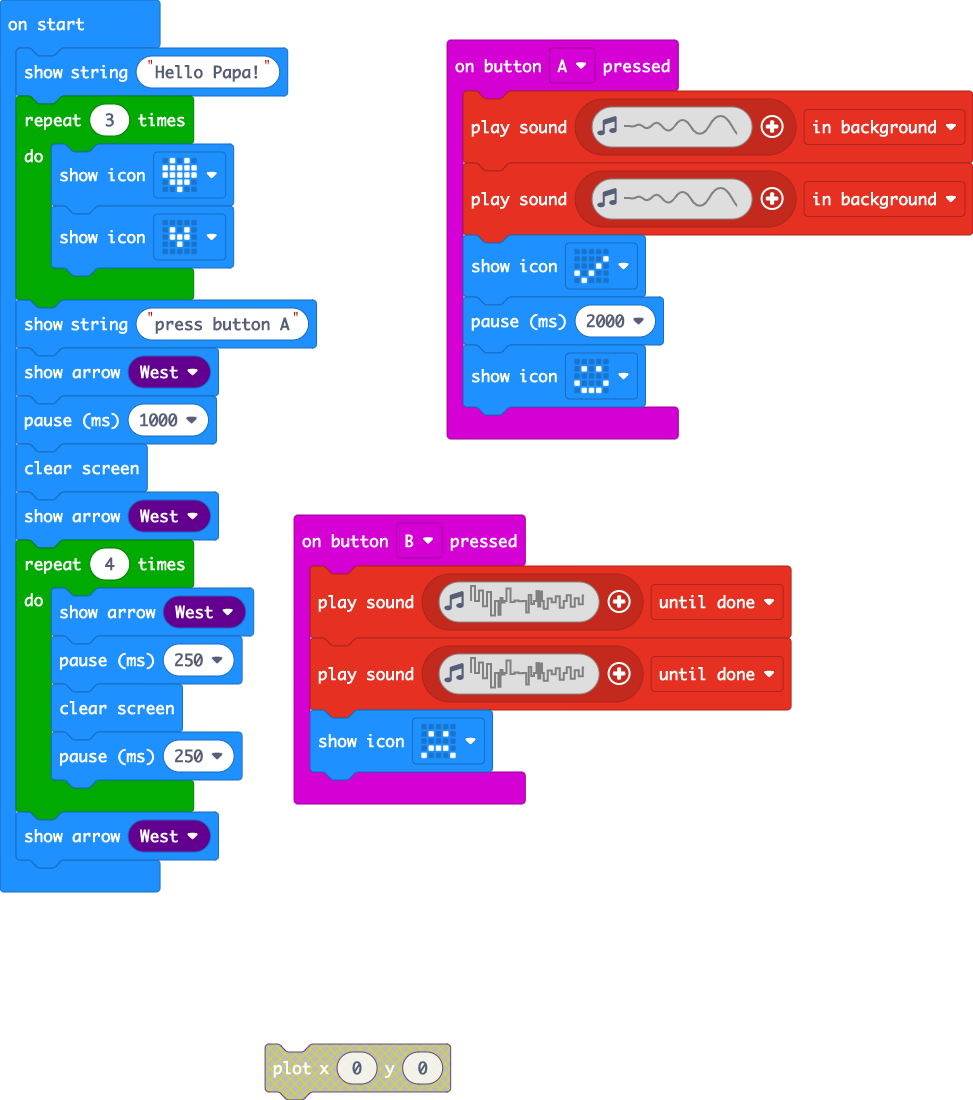 on start
show string "Hello Papa!"
repeat 3 times
do
show icon
show icon
show string "press button A"
show arrow West
pause (ms) 1000
clear screen
show arrow West
repeat 4 times
do
show arrow West
pause (ms) 250
clear screen
pause (ms) 250
show arrow West
on button A pressed
play sound in background
play sound in background
show icon
pause (ms) 2000
show icon
on button B pressed
play sound until done
play sound until done
show icon
plot x 0 y 0